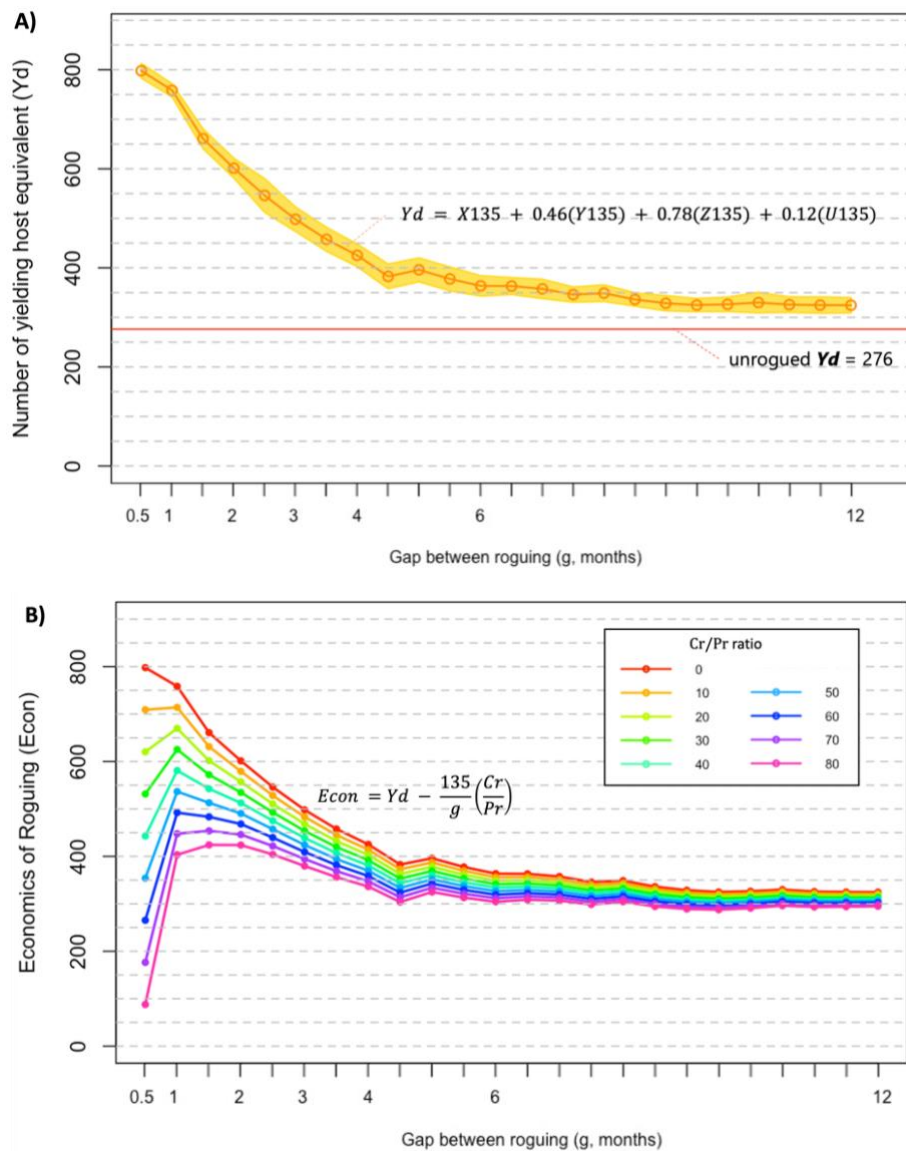 A)
Number of yielding host equivalent (Yd)
800
600
400
200
0
Yd = X135 + 0.46(Y135) + 0.78(Z135) + 0.12(U135)
unrogued Yd = 276
0.5 1 2 3 4 6 12
Gap between roguing (g, months)
B)
Economics of Roguing (Econ)
800
600
400
200
0
Cr/Pr ratio
0
10 50
20 60
30 70
40 80
Econ = Yd − 135/g (Cr/Pr)
0.5 1 2 3 4 6 12
Gap between roguing (g, months)